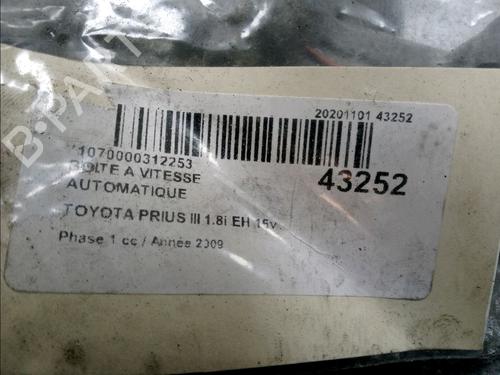 20201101 43252
*1070000312253
BOITE A VITESSE
43252
AUTOMATIQUE
TOYOTA PRIUS III 1.8i EH 16v
Phase 1 cc / Année 2009
B-PARTS